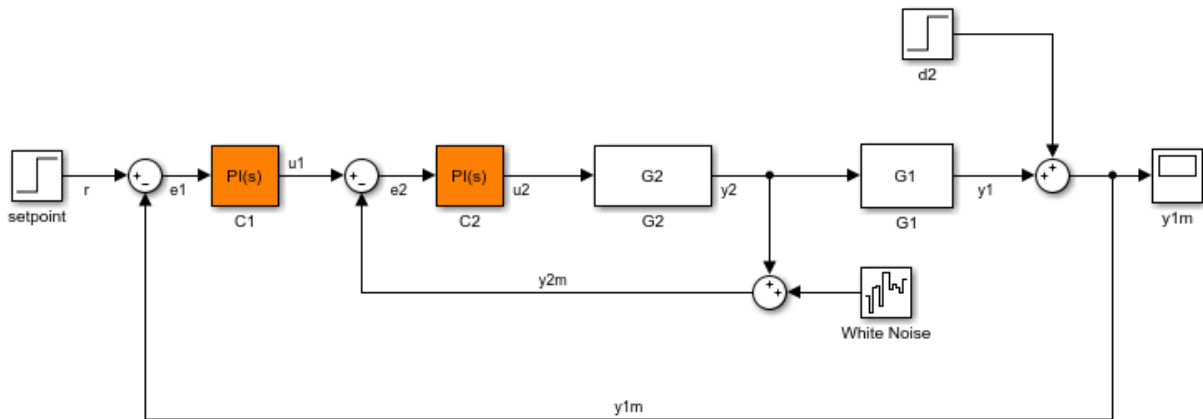 d2
setpoint
r
e1
PI(s)
C1
u1
e2
PI(s)
C2
u2
G2
G2
y2
G1
G1
y1
y1m
y2m
White Noise
y1m